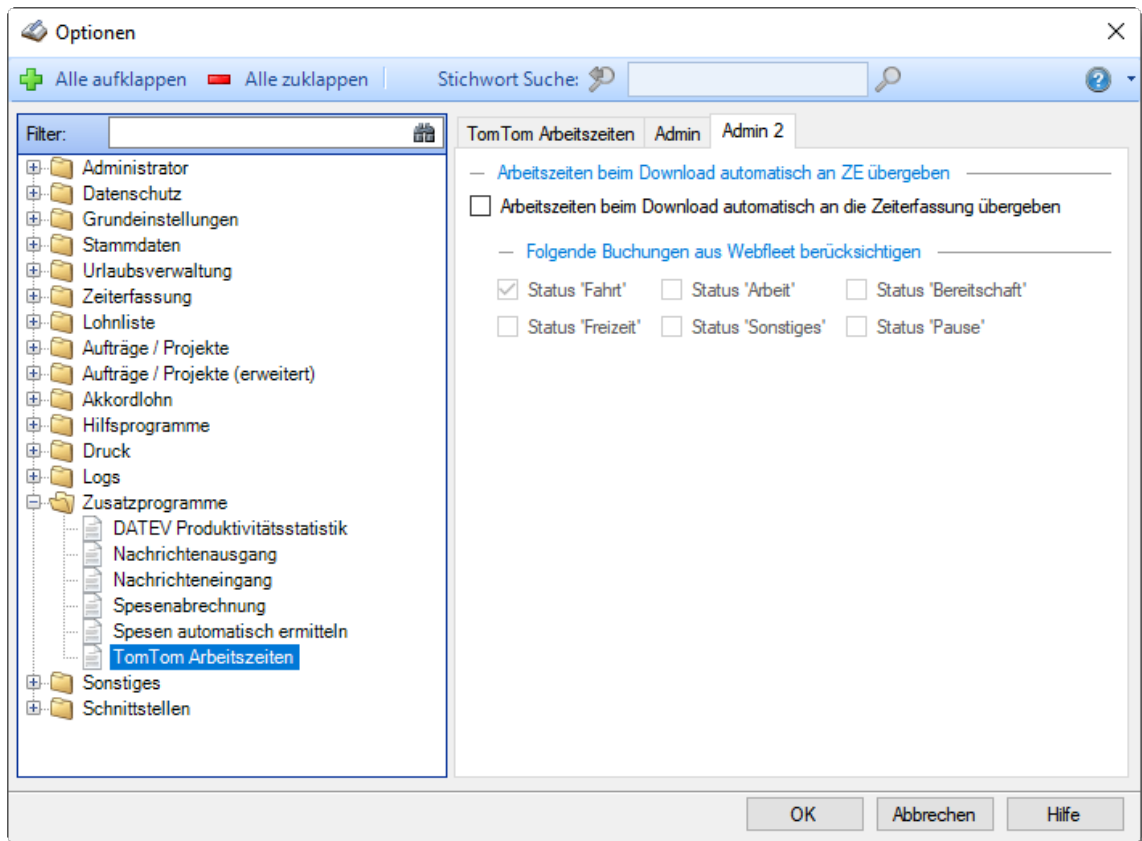 Optionen
Alle aufklappen Alle zuklappen Stichwort Suche:
Filter:
Administrator
Datenschutz
Grundeinstellungen
Stammdaten
Urlaubsverwaltung
Zeiterfassung
Lohnliste
Aufträge / Projekte
Aufträge / Projekte (erweitert)
Akkordlohn
Hilfsprogramme
Druck
Logs
Zusatzprogramme
DATEV Produktivitätsstatistik
Nachrichtenausgang
Nachrichteneingang
Spesenabrechnung
Spesen automatisch ermitteln
TomTom Arbeitszeiten
Sonstiges
Schnittstellen
TomTom Arbeitszeiten Admin Admin 2
Arbeitszeiten beim Download automatisch an ZE übergeben
Arbeitszeiten beim Download automatisch an die Zeiterfassung übergeben
Folgende Buchungen aus Webfleet berücksichtigen
Status 'Fahrt' Status 'Arbeit' Status 'Bereitschaft'
Status 'Freizeit' Status 'Sonstiges' Status 'Pause'
OK Abbrechen Hilfe